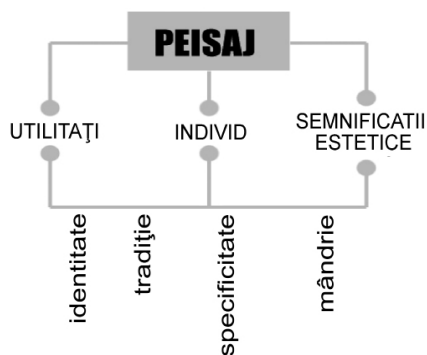 PEISAJ
UTILITAŢI
INDIVID
SEMNIFICATII
ESTETICE
identitate
tradiţie
specificitate
mândrie